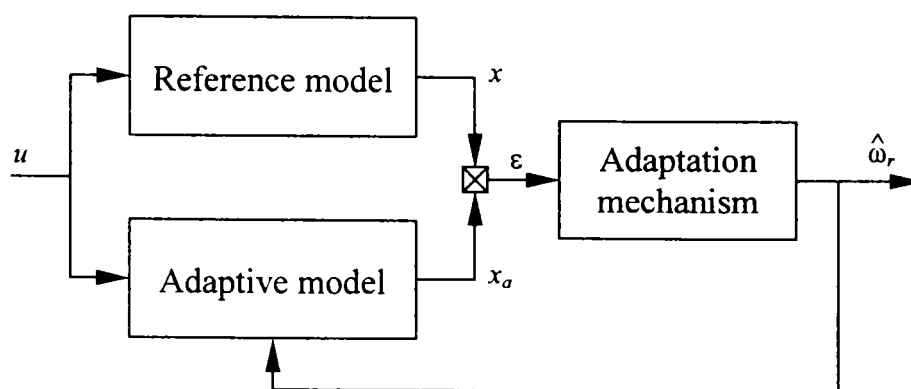 Reference model
x
u
ε
Adaptation
mechanism
ω̂r
Adaptive model
xa